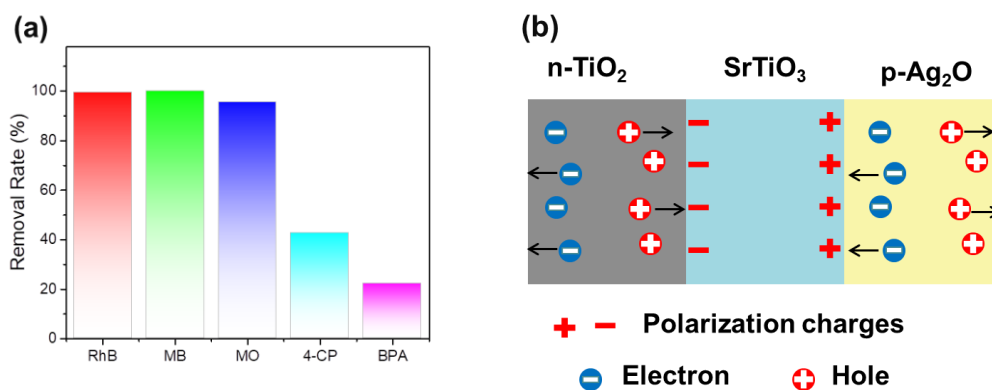 (a)
Removal Rate (%)
100
80
60
40
20
0
RhB MB MO 4-CP BPA
(b)
n-TiO₂ SrTiO₃ p-Ag₂O
+ − Polarization charges
Electron Hole